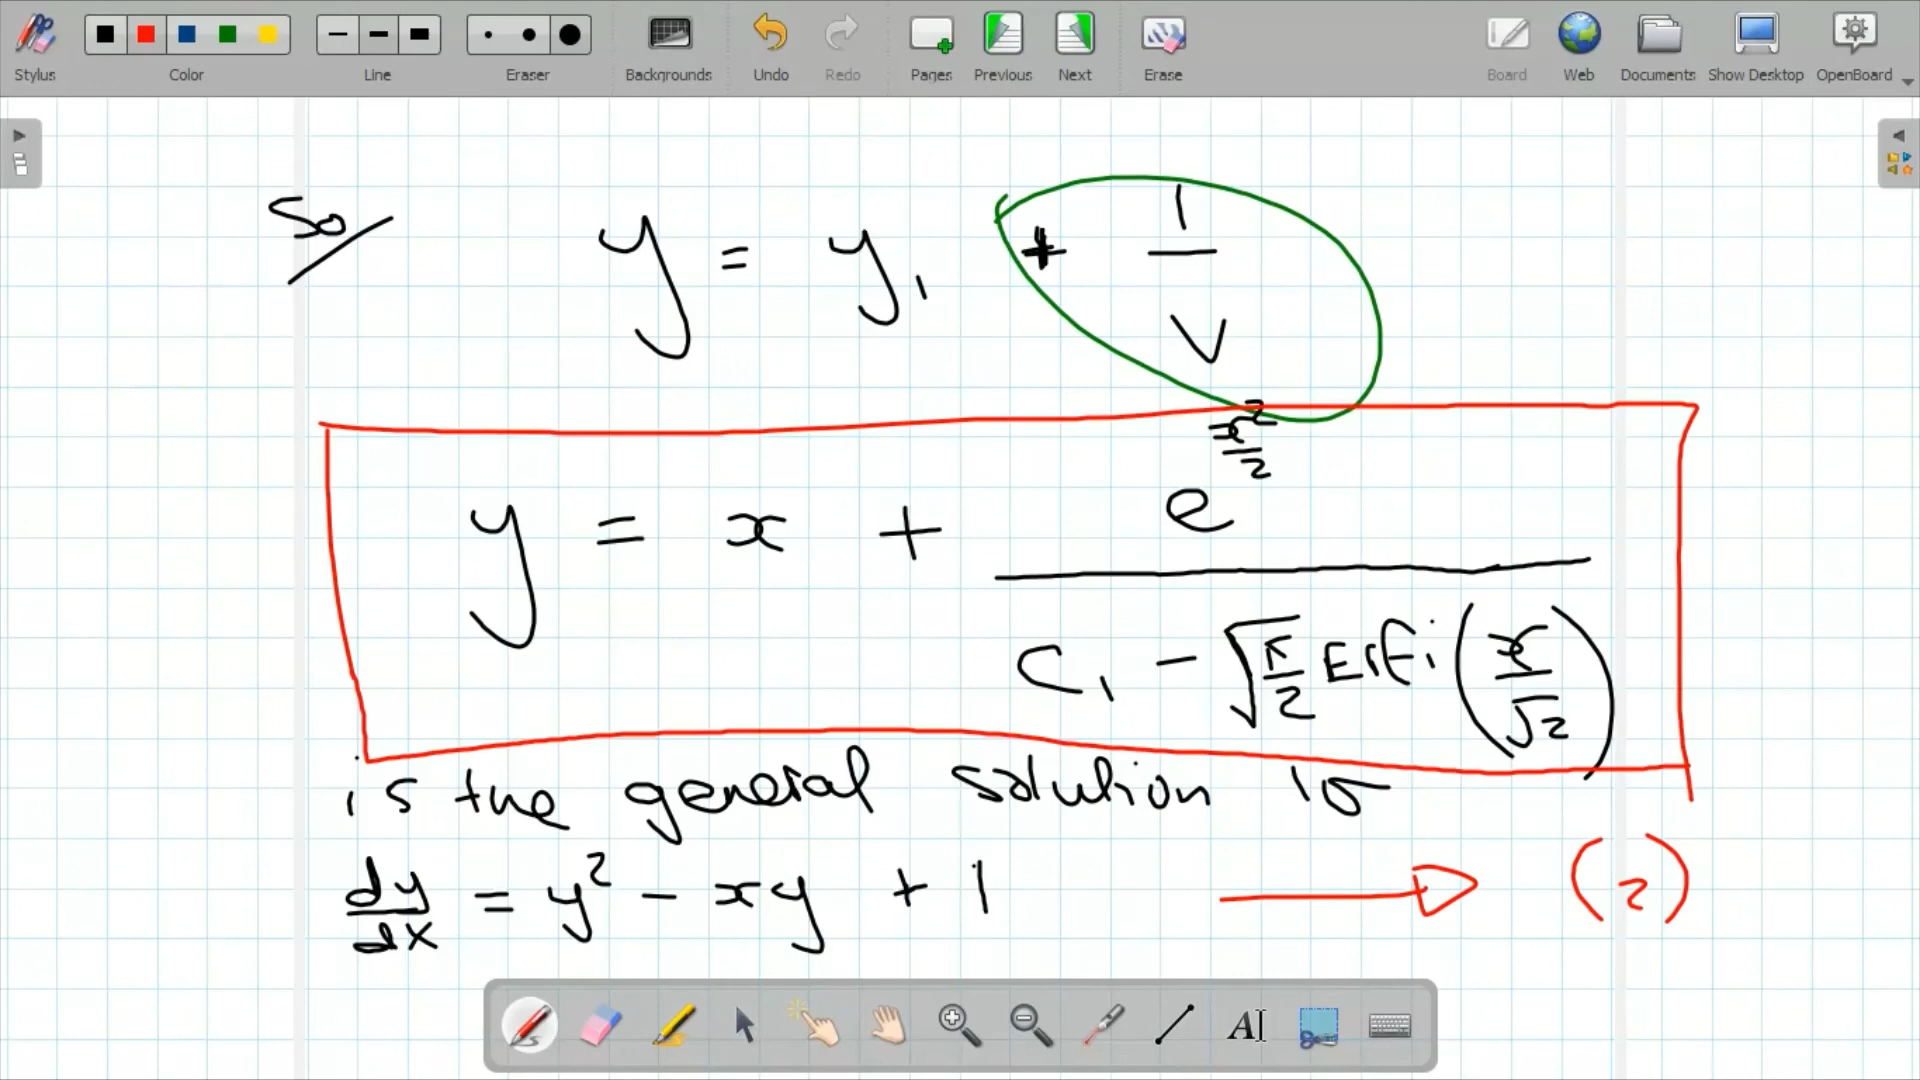 Stylus Color Line Eraser Backgrounds Undo Redo Pages Previous Next Erase Board Web Documents Show Desktop OpenBoard
So y = y₁ + 1/v
y = x + e^(x²/2) / (C₁ - √(π/2) Erfi(x/√2))
is the general solution to
dy/dx = y² - xy + 1 → (2)